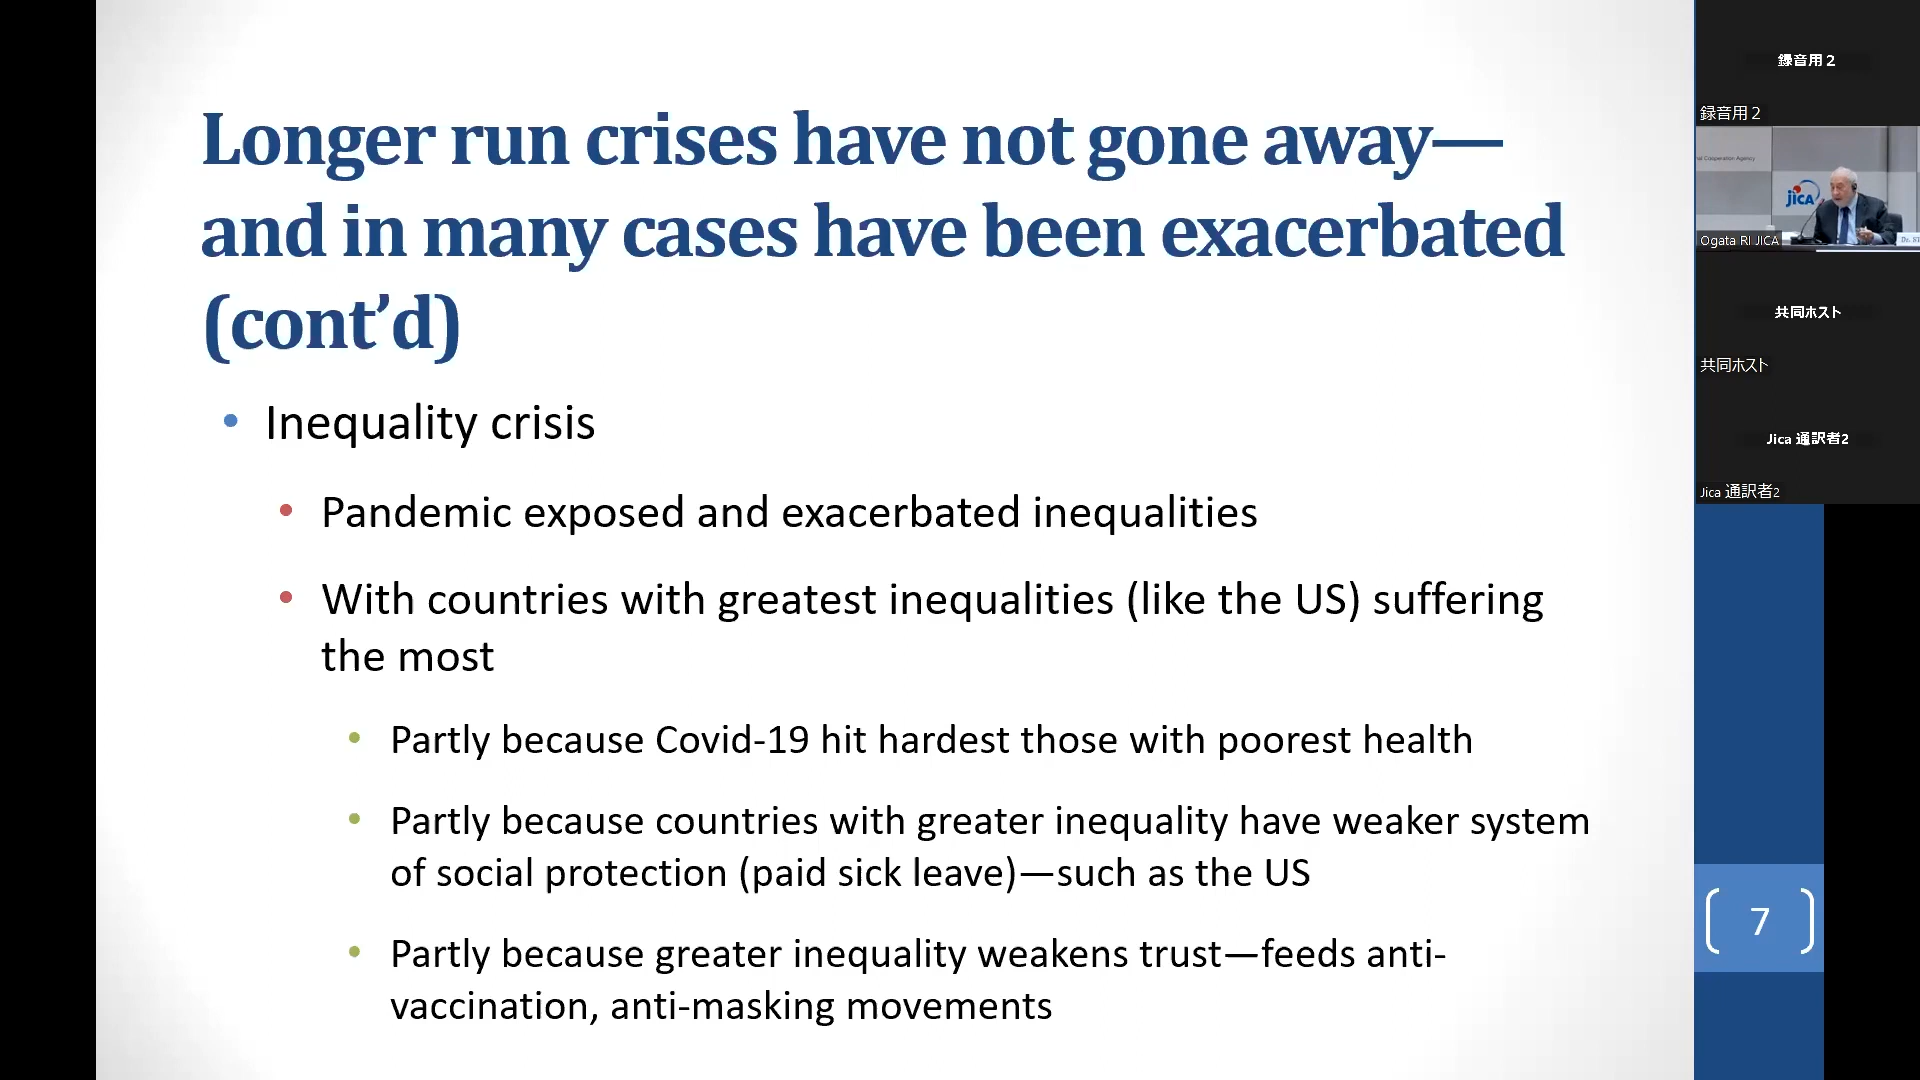 Longer run crises have not gone away—
and in many cases have been exacerbated
(cont’d)
• Inequality crisis
• Pandemic exposed and exacerbated inequalities
• With countries with greatest inequalities (like the US) suffering
the most
• Partly because Covid-19 hit hardest those with poorest health
• Partly because countries with greater inequality have weaker system
of social protection (paid sick leave)—such as the US
• Partly because greater inequality weakens trust—feeds anti-
vaccination, anti-masking movements
7
録音用2
録音用2
nal Cooperation Agency
jICA
Ogata RI JICA
共同ホスト
共同ホスト
Jica 通訳者2
Jica 通訳者2